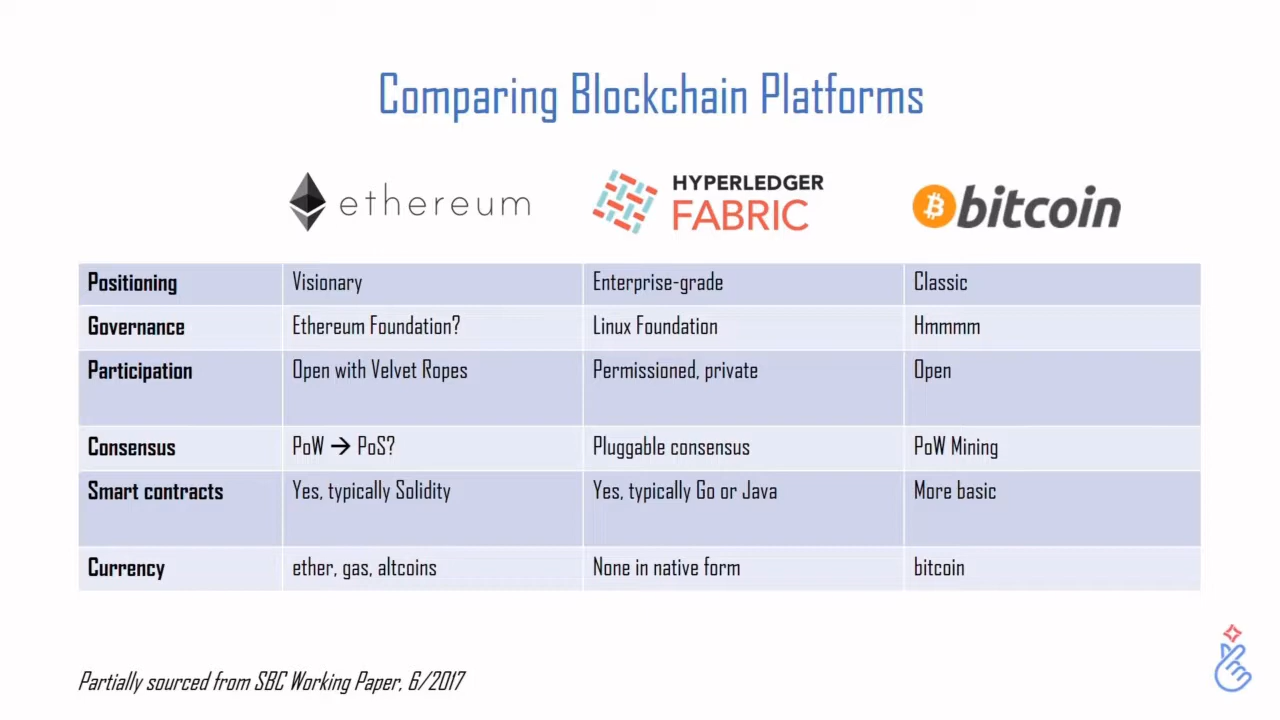 Comparing Blockchain Platforms
ethereum
HYPERLEDGER
FABRIC
bitcoin
Positioning Visionary Enterprise-grade Classic
Governance Ethereum Foundation? Linux Foundation Hmmmm
Participation Open with Velvet Ropes Permissioned, private Open
Consensus PoW → PoS? Pluggable consensus PoW Mining
Smart contracts Yes, typically Solidity Yes, typically Go or Java More basic
Currency ether, gas, altcoins None in native form bitcoin
Partially sourced from SBC Working Paper, 6/2017